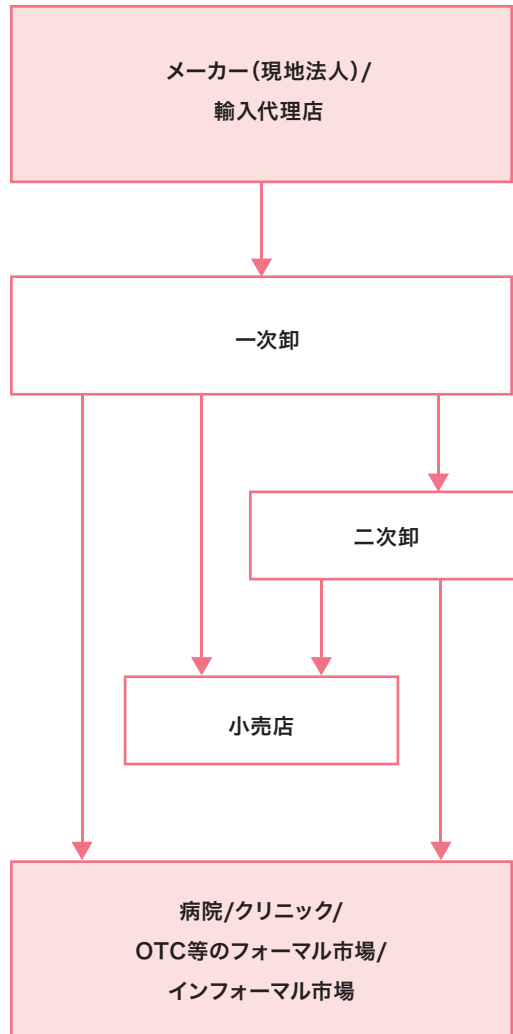 メーカー(現地法人)/
輸入代理店
一次卸
二次卸
小売店
病院/クリニック/
OTC等のフォーマル市場/
インフォーマル市場